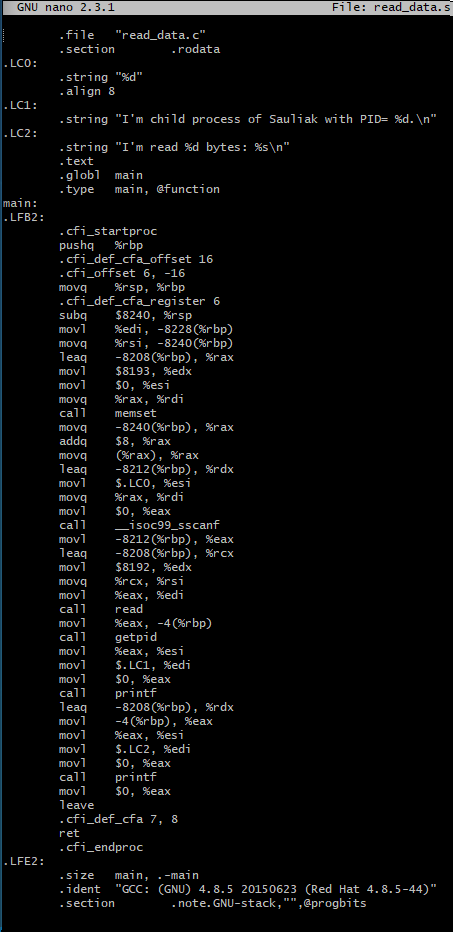 GNU nano 2.3.1 File: read_data.s
.file "read_data.c"
.section .rodata
.LC0:
.string "%d"
.align 8
.LC1:
.string "I'm child process of Sauliak with PID= %d.\n"
.LC2:
.string "I'm read %d bytes: %s\n"
.text
.globl main
.type main, @function
main:
.LFB2:
.cfi_startproc
pushq %rbp
.cfi_def_cfa_offset 16
.cfi_offset 6, -16
movq %rsp, %rbp
.cfi_def_cfa_register 6
subq $8240, %rsp
movl %edi, -8228(%rbp)
movq %rsi, -8240(%rbp)
leaq -8208(%rbp), %rax
movl $8193, %edx
movl $0, %esi
movq %rax, %rdi
call memset
movq -8240(%rbp), %rax
addq $8, %rax
movq (%rax), %rax
leaq -8212(%rbp), %rdx
movl $.LC0, %esi
movq %rax, %rdi
movl $0, %eax
call __isoc99_sscanf
movl -8212(%rbp), %eax
leaq -8208(%rbp), %rcx
movl $8192, %edx
movq %rcx, %rsi
movl %eax, %edi
call read
movl %eax, -4(%rbp)
call getpid
movl %eax, %esi
movl $.LC1, %edi
movl $0, %eax
call printf
leaq -8208(%rbp), %rdx
movl -4(%rbp), %eax
movl %eax, %esi
movl $.LC2, %edi
movl $0, %eax
call printf
movl $0, %eax
leave
.cfi_def_cfa 7, 8
ret
.cfi_endproc
.LFE2:
.size main, .-main
.ident "GCC: (GNU) 4.8.5 20150623 (Red Hat 4.8.5-44)"
.section .note.GNU-stack,"",@progbits